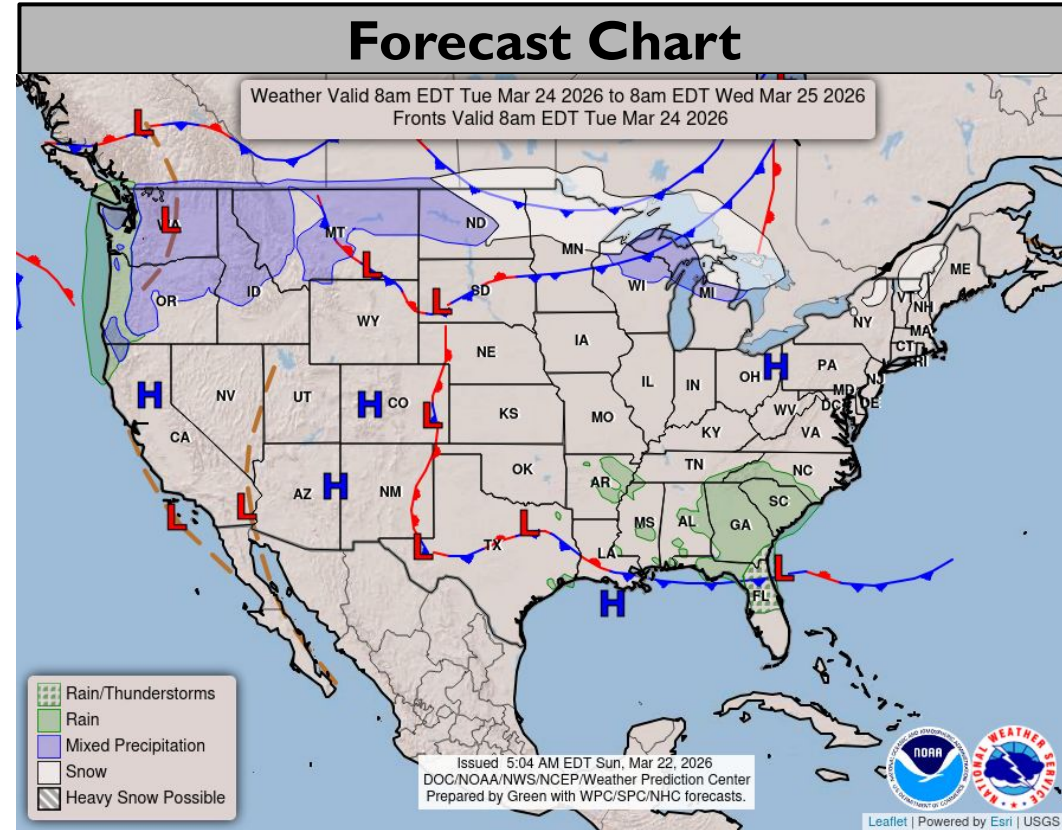 Forecast Chart
Weather Valid 8am EDT Tue Mar 24 2026 to 8am EDT Wed Mar 25 2026
Fronts Valid 8am EDT Tue Mar 24 2026
L
L
WA
MT
ND
MN
ME
L
OR
ID
L
SD
WI
MI
VT
NH
WY
NY
MA
CT
RI
IA
NE
H
NV
UT
H
CO
L
KS
MO
IL
IN
OH
H
PA
NJ
MD
DE
DC
WV
VA
CA
KY
AZ
H
NM
OK
AR
TN
NC
SC
L
L
L
TX
L
LA
MS
AL
GA
L
FL
H
Rain/Thunderstorms
Rain
Mixed Precipitation
Snow
Heavy Snow Possible
Issued 5:04 AM EDT Sun, Mar 22, 2026
DOC/NOAA/NWS/NCEP/Weather Prediction Center
Prepared by Green with WPC/SPC/NHC forecasts.
NOAA
NATIONAL WEATHER SERVICE
Leaflet | Powered by Esri | USGS